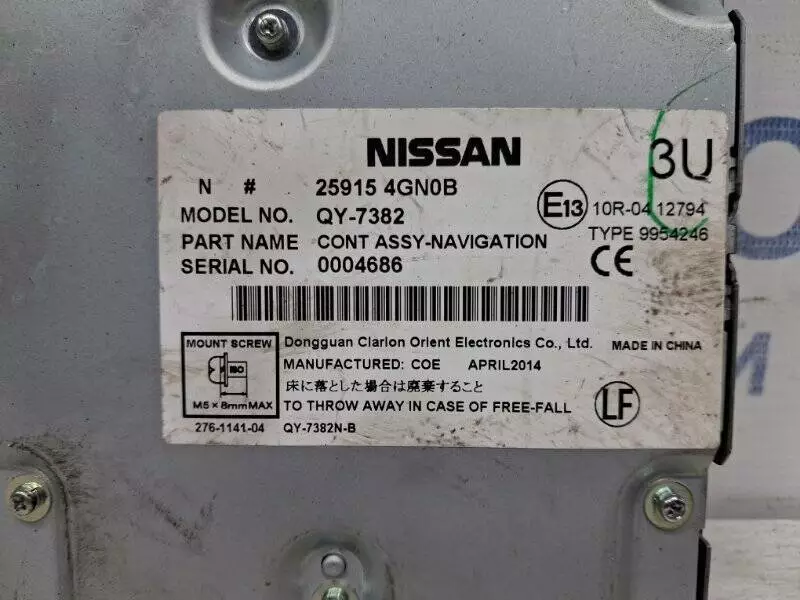 NISSAN
3U
N # 25915 4GN0B
MODEL NO. QY-7382
E13 10R-04 12794
PART NAME CONT ASSY-NAVIGATION
TYPE 9954246
SERIAL NO. 0004686
CE
MOUNT SCREW
ISO
M5 × 8mmMAX
Dongguan Clarion Orient Electronics Co., Ltd. MADE IN CHINA
MANUFACTURED: COE APRIL2014
床に落とした場合は廃棄すること
TO THROW AWAY IN CASE OF FREE-FALL
LF
276-1141-04 QY-7382N-B